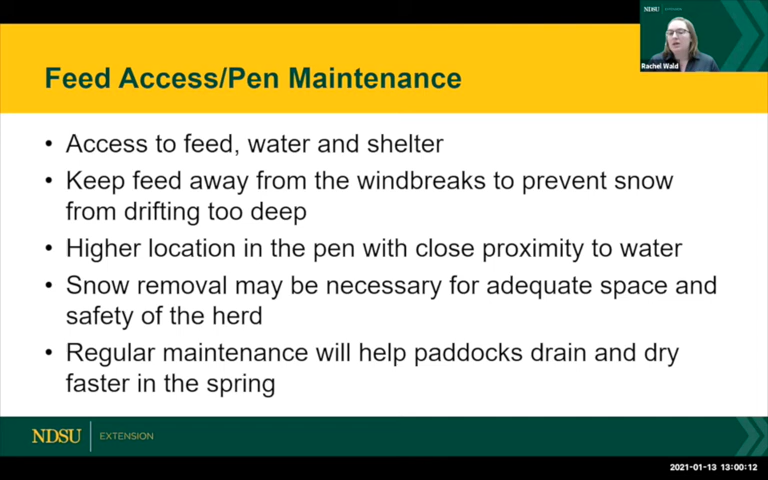 NDSU EXTENSION
Rachel Wald
Feed Access/Pen Maintenance
• Access to feed, water and shelter
• Keep feed away from the windbreaks to prevent snow
from drifting too deep
• Higher location in the pen with close proximity to water
• Snow removal may be necessary for adequate space and
safety of the herd
• Regular maintenance will help paddocks drain and dry
faster in the spring
NDSU EXTENSION
2021-01-13 13:00:12